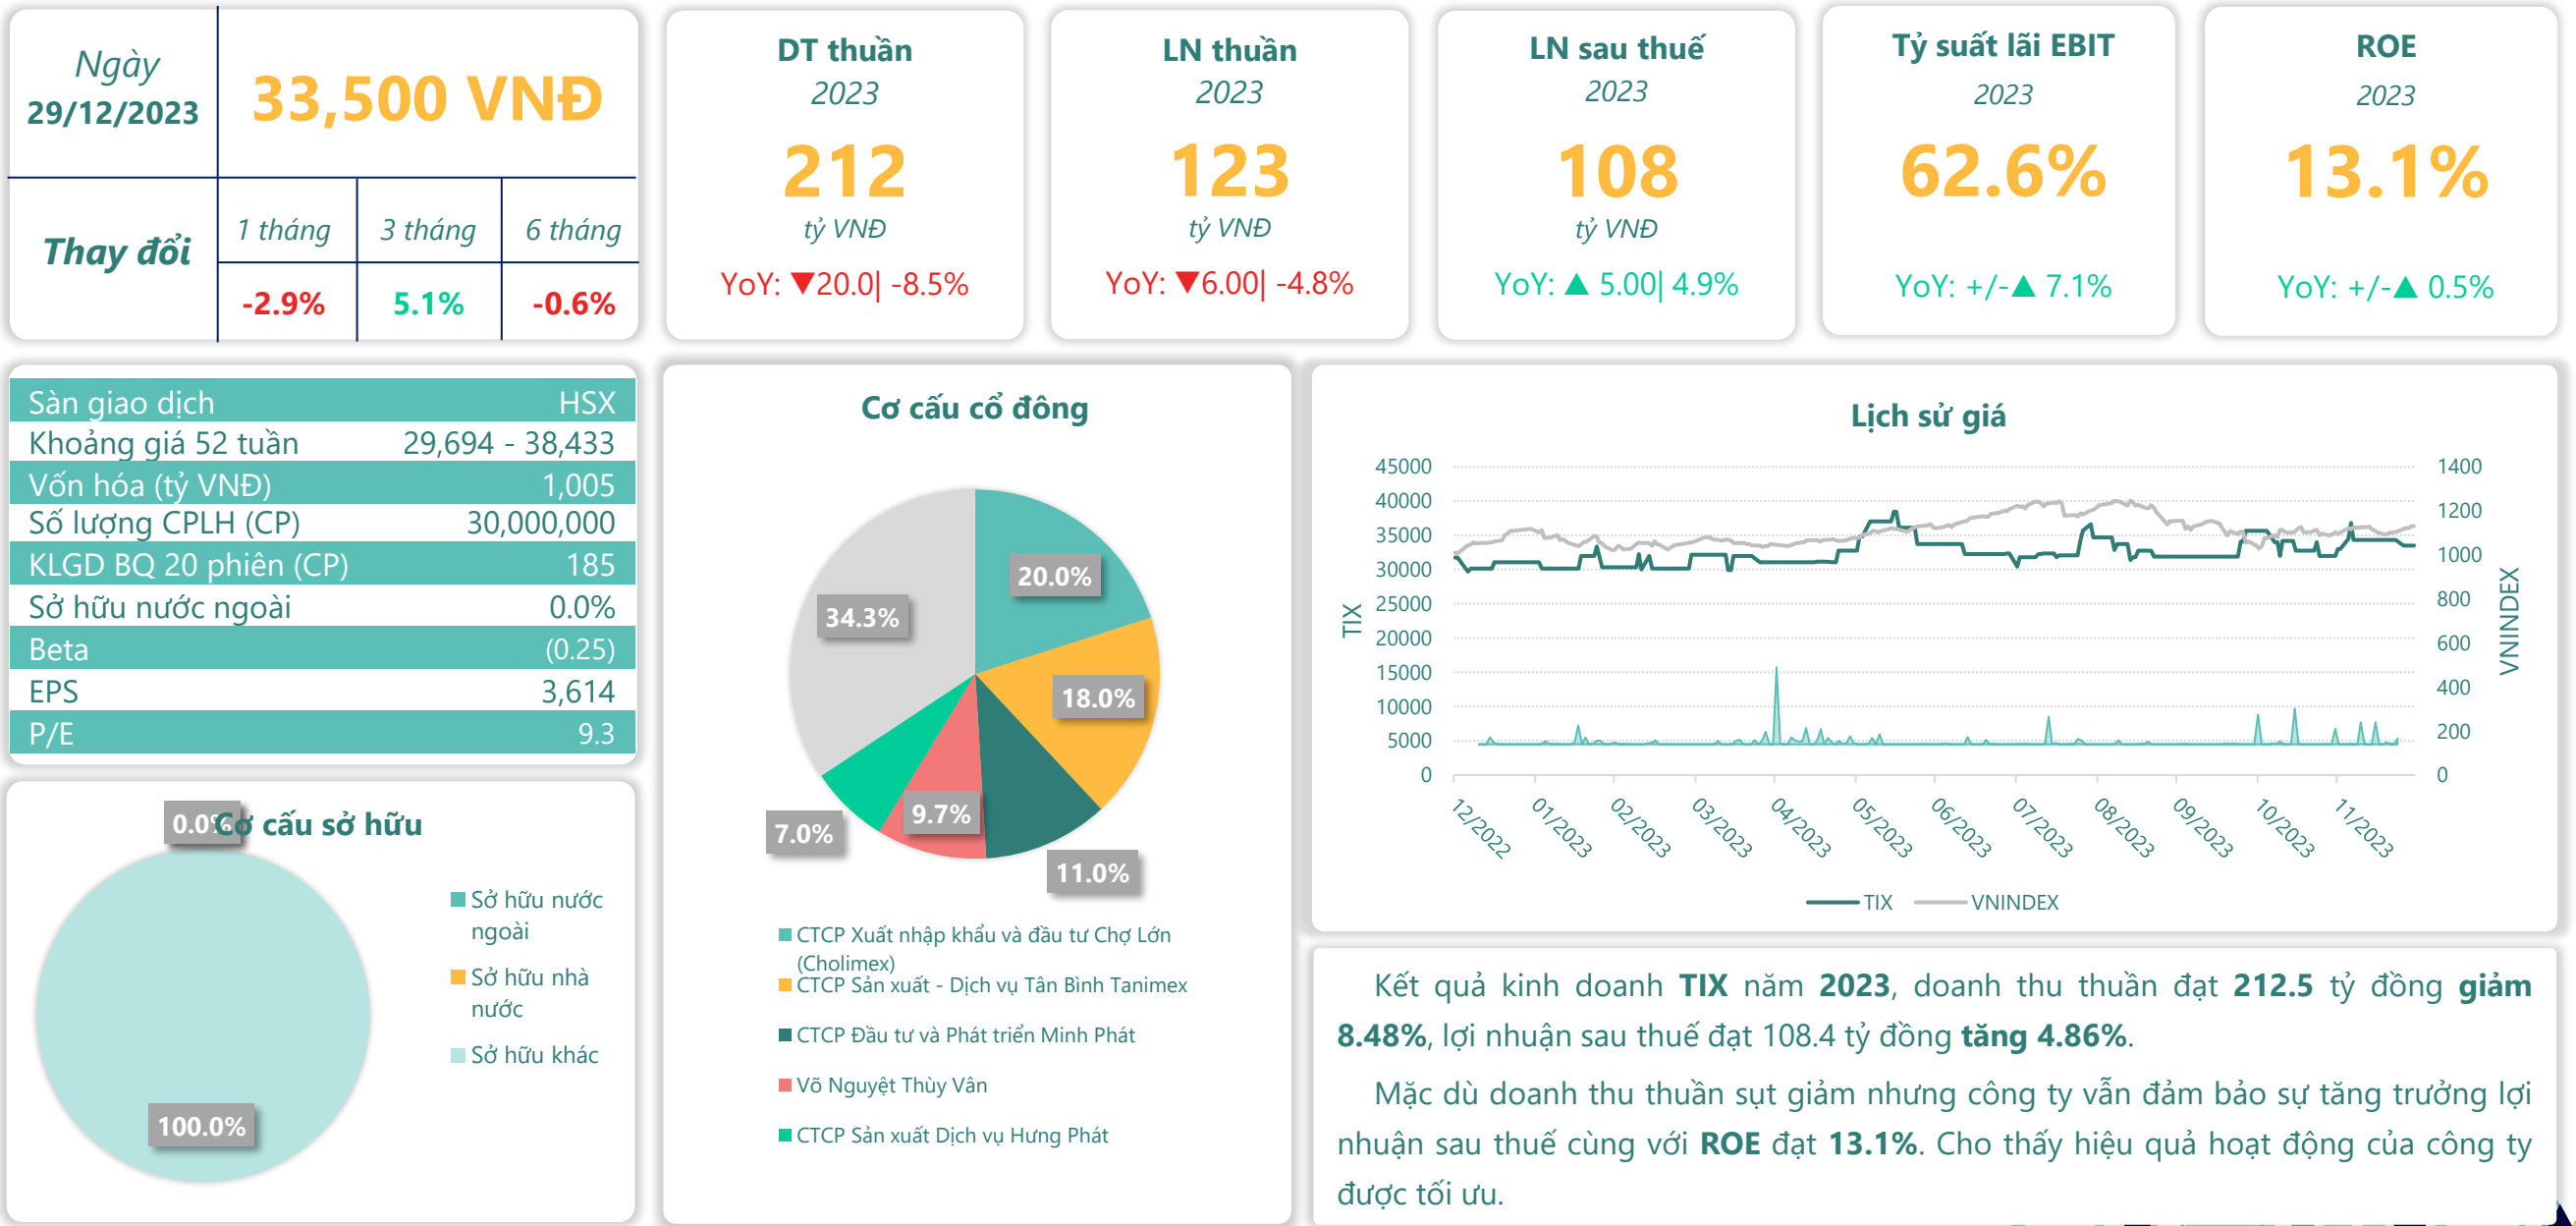 Ngày
29/12/2023
33,500 VNĐ
Thay đổi
1 tháng 3 tháng 6 tháng
-2.9% 5.1% -0.6%
DT thuần
2023
212
tỷ VNĐ
YoY: ▼20.0| -8.5%
LN thuần
2023
123
tỷ VNĐ
YoY: ▼6.00| -4.8%
LN sau thuế
2023
108
tỷ VNĐ
YoY: ▲ 5.00| 4.9%
Tỷ suất lãi EBIT
2023
62.6%
YoY: +/-▲ 7.1%
ROE
2023
13.1%
YoY: +/-▲ 0.5%
Sàn giao dịch HSX
Khoảng giá 52 tuần 29,694 - 38,433
Vốn hóa (tỷ VNĐ) 1,005
Số lượng CPLH (CP) 30,000,000
KLGD BQ 20 phiên (CP) 185
Sở hữu nước ngoài 0.0%
Beta (0.25)
EPS 3,614
P/E 9.3
Cơ cấu sở hữu
0.0%
100.0%
Sở hữu nước
ngoài
Sở hữu nhà
nước
Sở hữu khác
Cơ cấu cổ đông
20.0%
34.3%
18.0%
9.7%
7.0%
11.0%
CTCP Xuất nhập khẩu và đầu tư Chợ Lớn
(Cholimex)
CTCP Sản xuất - Dịch vụ Tân Bình Tanimex
CTCP Đầu tư và Phát triển Minh Phát
Võ Nguyệt Thùy Vân
CTCP Sản xuất Dịch vụ Hưng Phát
Lịch sử giá
45000
40000
35000
30000
25000
20000
15000
10000
5000
0
TIX
1400
1200
1000
800
600
400
200
0
VNINDEX
12/2022 01/2023 02/2023 03/2023 04/2023 05/2023 06/2023 07/2023 08/2023 09/2023 10/2023 11/2023
TIX VNINDEX
Kết quả kinh doanh TIX năm 2023, doanh thu thuần đạt 212.5 tỷ đồng giảm
8.48%, lợi nhuận sau thuế đạt 108.4 tỷ đồng tăng 4.86%.
Mặc dù doanh thu thuần sụt giảm nhưng công ty vẫn đảm bảo sự tăng trưởng lợi
nhuận sau thuế cùng với ROE đạt 13.1%. Cho thấy hiệu quả hoạt động của công ty
được tối ưu.